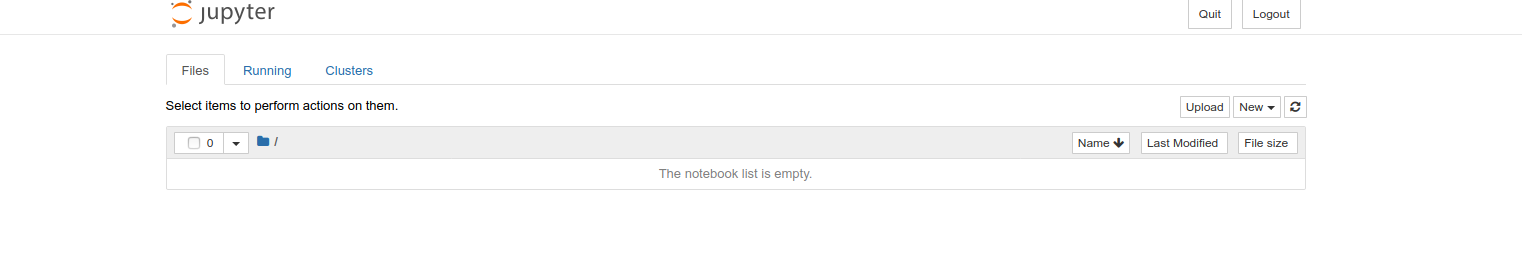 jupyter
Quit Logout
Files Running Clusters
Select items to perform actions on them.
Upload New
0 / Name Last Modified File size
The notebook list is empty.